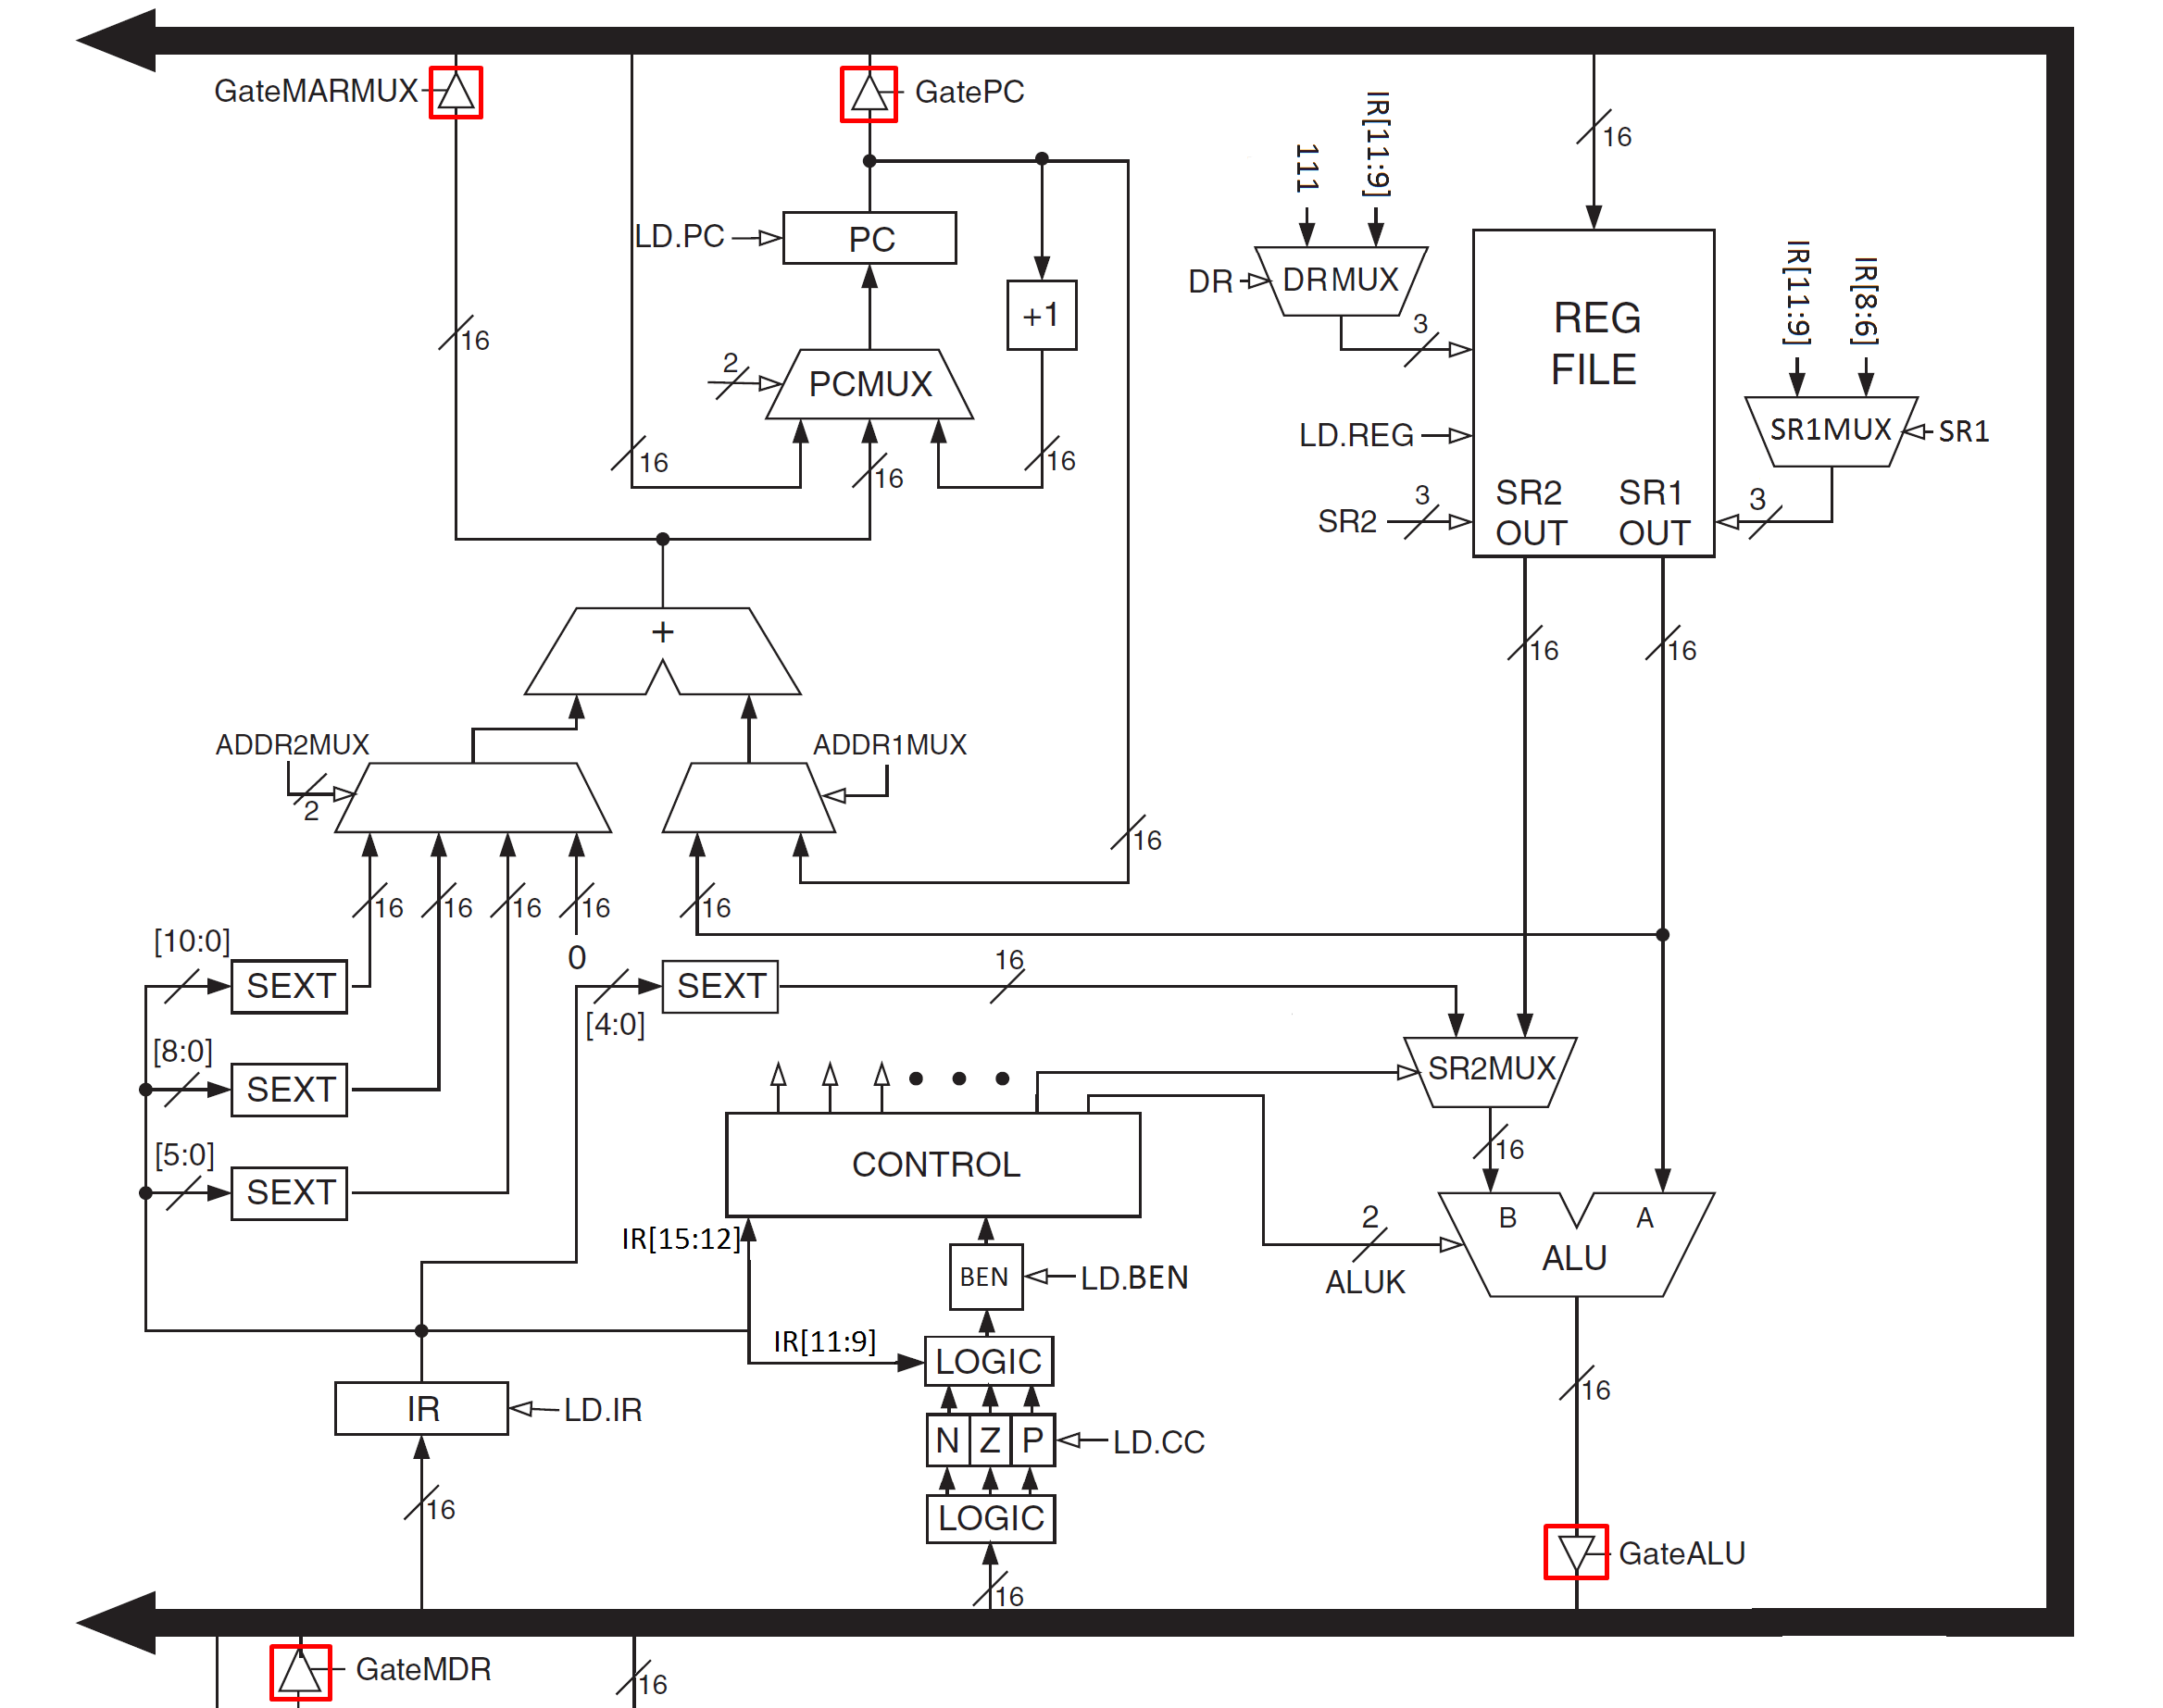 GateMARMUX
GatePC
16
IR[11:9]
111
LD.PC
PC
DR
DRMUX
REG
FILE
IR[11:9]
IR[8:6]
+1
16
3
2
PCMUX
LD.REG
SR1MUX
SR1
16
16
16
SR2
OUT
SR1
OUT
3
SR2
3
+
16
16
ADDR2MUX
ADDR1MUX
2
16
16
16
16
16
16
[10:0]
SEXT
0
SEXT
16
[4:0]
[8:0]
SEXT
SR2MUX
[5:0]
SEXT
CONTROL
16
IR[15:12]
2
B
A
ALU
ALUK
BEN
LD.BEN
IR[11:9]
LOGIC
16
IR
LD.IR
N
Z
P
LD.CC
16
LOGIC
GateALU
16
GateMDR
16